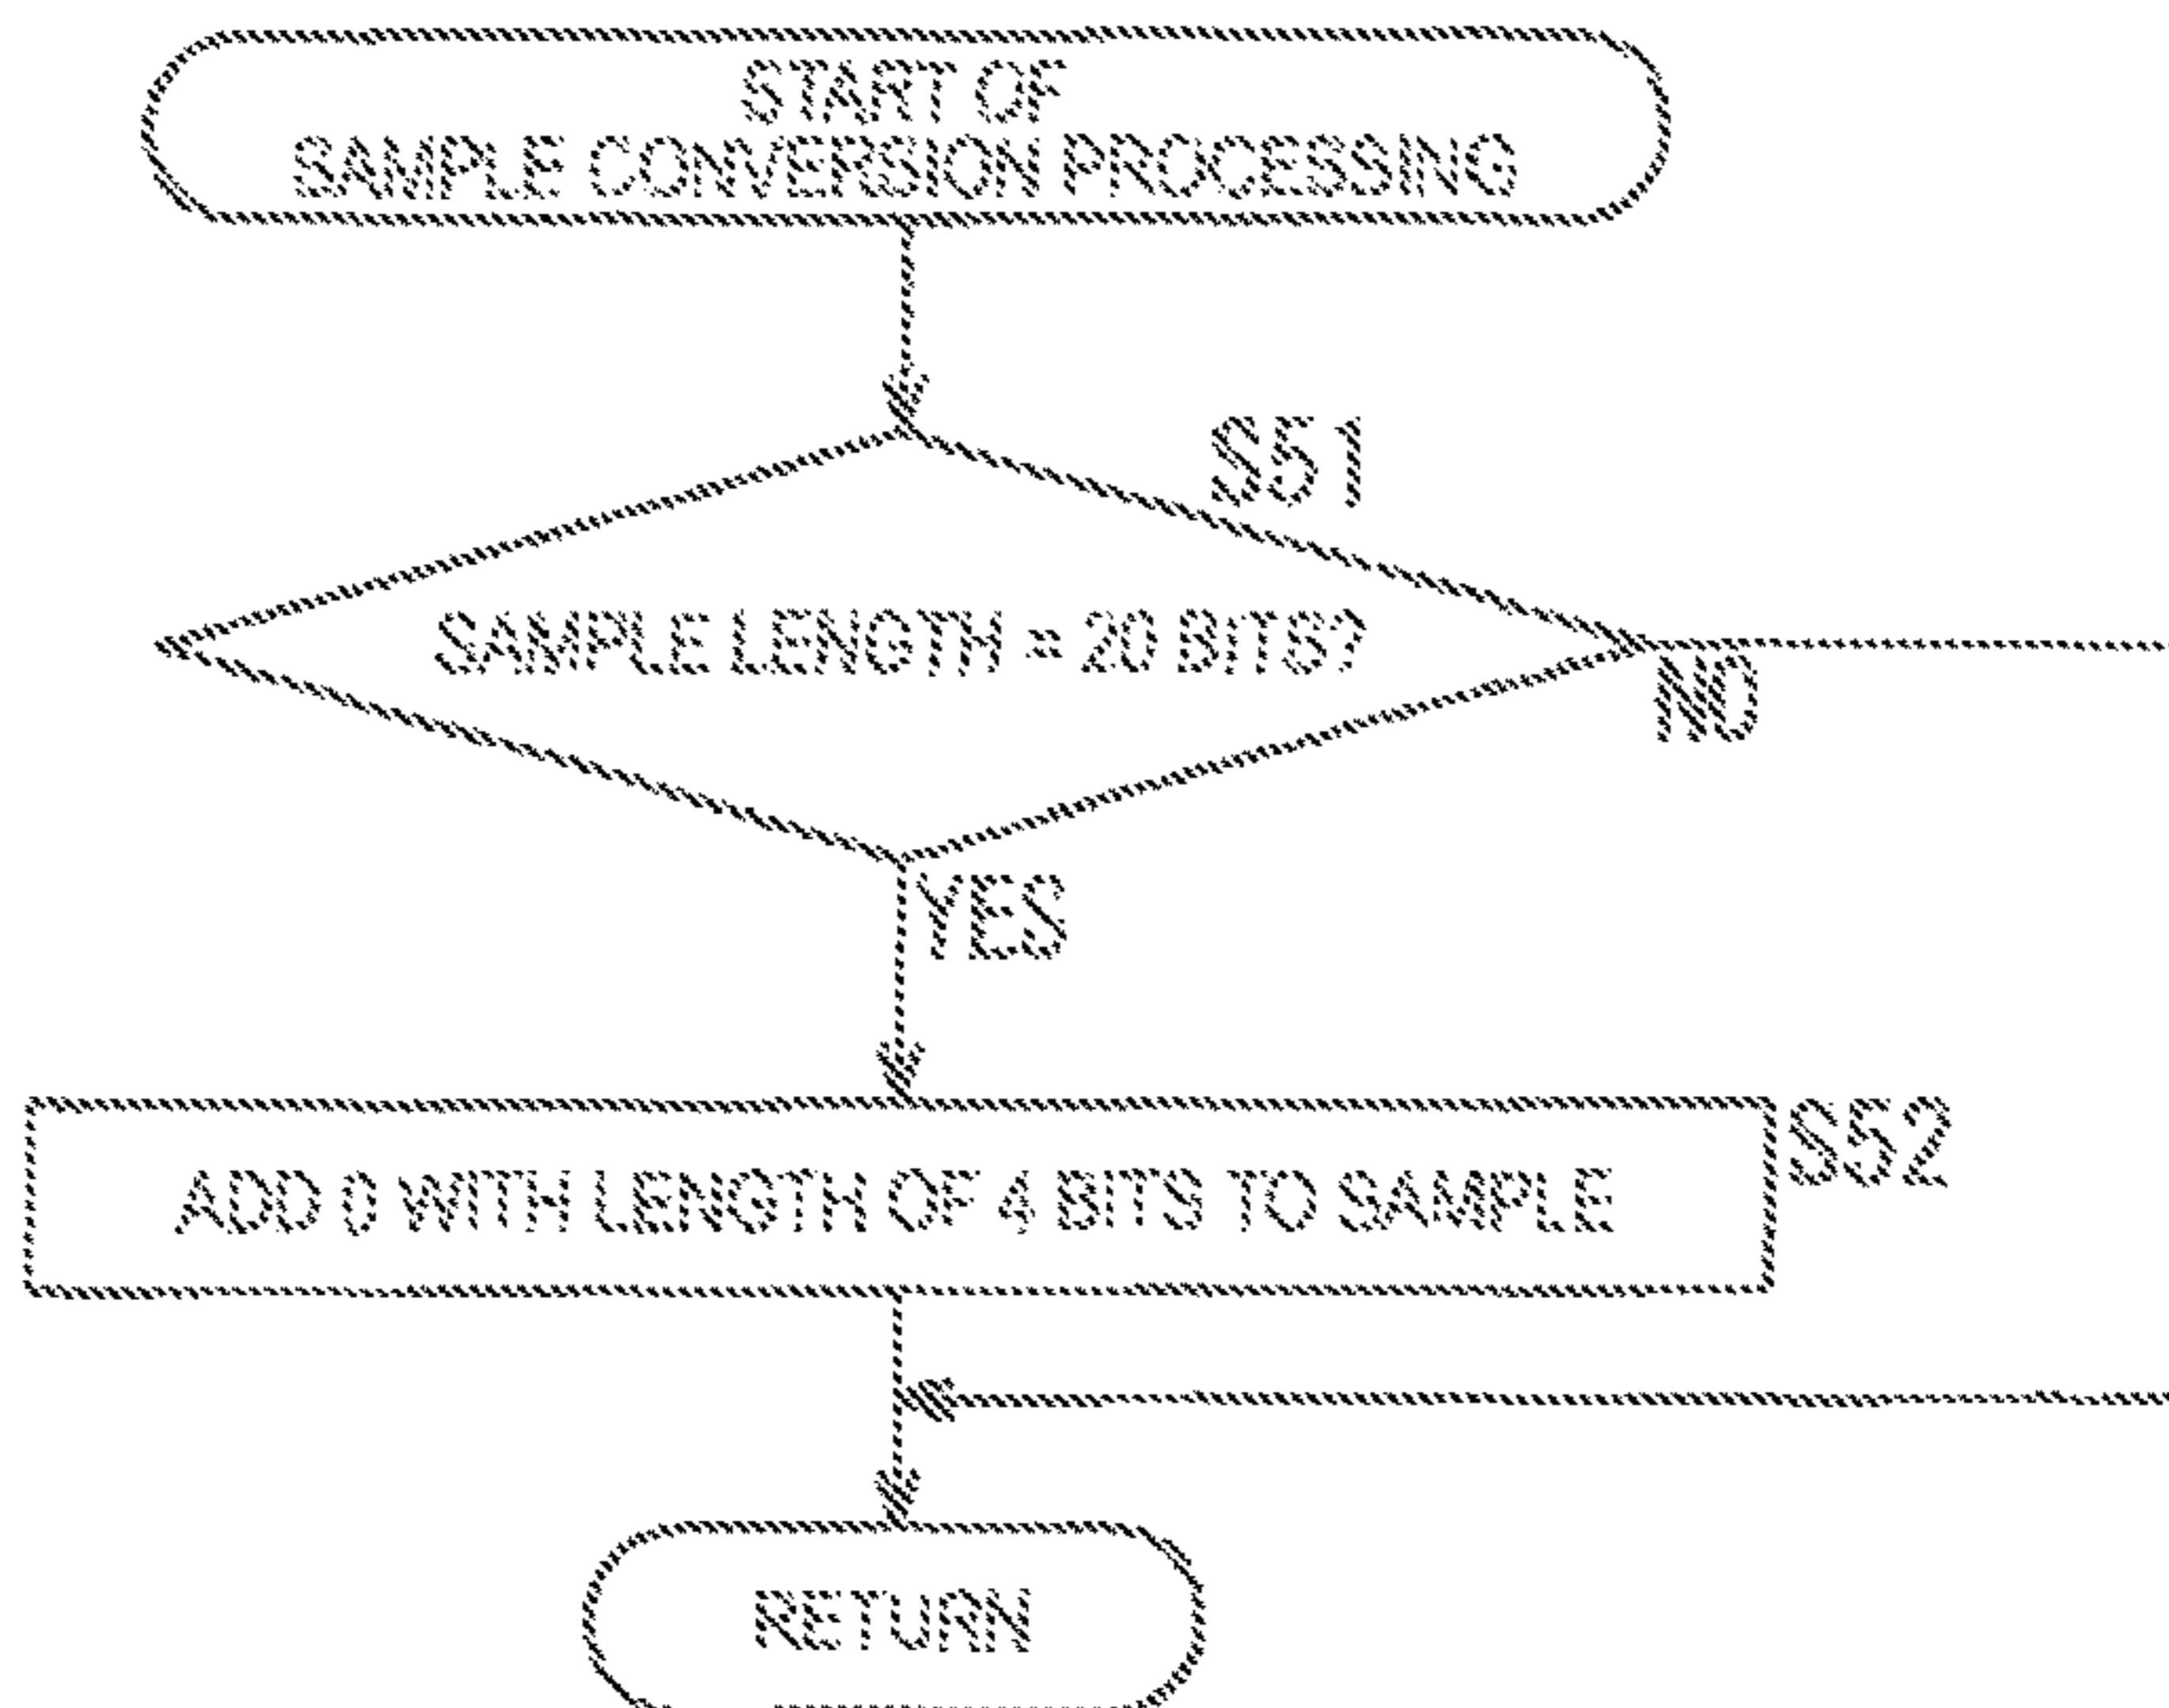 START OF
SAMPLE CONVERSION PROCESSING
S51
SAMPLE LENGTH = 20 BITS?
NO
YES
S52
ADD 0 WITH LENGTH OF 4 BITS TO SAMPLE
RETURN